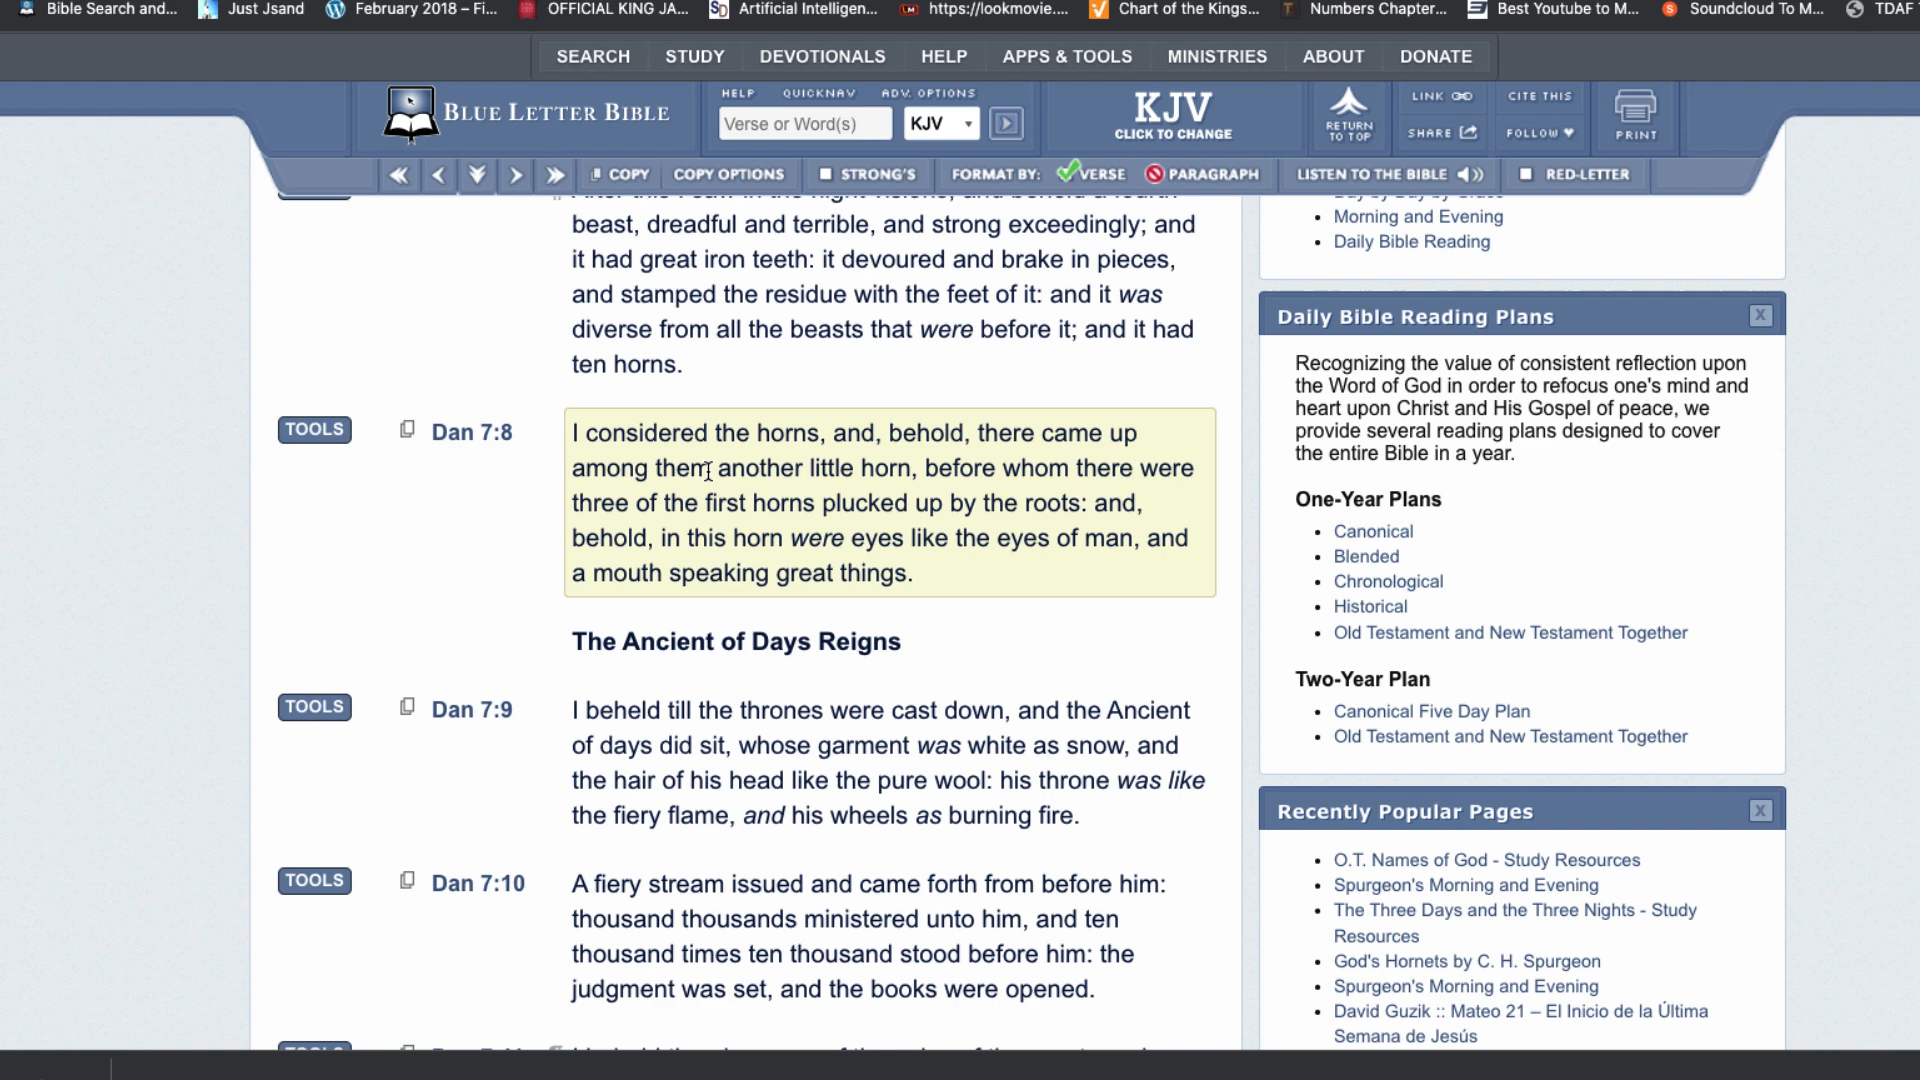 Bible Search and... Just Jsand February 2018 – Fi... OFFICIAL KING JA... Artificial Intelligen... https://lookmovie.... Chart of the Kings... Numbers Chapter... Best Youtube to M... Soundcloud To M... TDAF
SEARCH STUDY DEVOTIONALS HELP APPS & TOOLS MINISTRIES ABOUT DONATE
BLUE LETTER BIBLE
HELP QUICKNAV ADV. OPTIONS
Verse or Word(s) KJV
KJV
CLICK TO CHANGE
RETURN
TO TOP
LINK
SHARE
CITE THIS
FOLLOW
PRINT
COPY COPY OPTIONS STRONG'S FORMAT BY: VERSE PARAGRAPH LISTEN TO THE BIBLE RED-LETTER
After this I saw in the night visions, and behold a fourth
beast, dreadful and terrible, and strong exceedingly; and
it had great iron teeth: it devoured and brake in pieces,
and stamped the residue with the feet of it: and it was
diverse from all the beasts that were before it; and it had
ten horns.
TOOLS Dan 7:8
I considered the horns, and, behold, there came up
among them another little horn, before whom there were
three of the first horns plucked up by the roots: and,
behold, in this horn were eyes like the eyes of man, and
a mouth speaking great things.
The Ancient of Days Reigns
TOOLS Dan 7:9
I beheld till the thrones were cast down, and the Ancient
of days did sit, whose garment was white as snow, and
the hair of his head like the pure wool: his throne was like
the fiery flame, and his wheels as burning fire.
TOOLS Dan 7:10
A fiery stream issued and came forth from before him:
thousand thousands ministered unto him, and ten
thousand times ten thousand stood before him: the
judgment was set, and the books were opened.
TOOLS
Day by Day by Grace
Morning and Evening
Daily Bible Reading
Daily Bible Reading Plans X
Recognizing the value of consistent reflection upon
the Word of God in order to refocus one's mind and
heart upon Christ and His Gospel of peace, we
provide several reading plans designed to cover
the entire Bible in a year.
One-Year Plans
Canonical
Blended
Chronological
Historical
Old Testament and New Testament Together
Two-Year Plan
Canonical Five Day Plan
Old Testament and New Testament Together
Recently Popular Pages X
O.T. Names of God - Study Resources
Spurgeon's Morning and Evening
The Three Days and the Three Nights - Study
Resources
God's Hornets by C. H. Spurgeon
Spurgeon's Morning and Evening
David Guzik :: Mateo 21 – El Inicio de la Última
Semana de Jesús